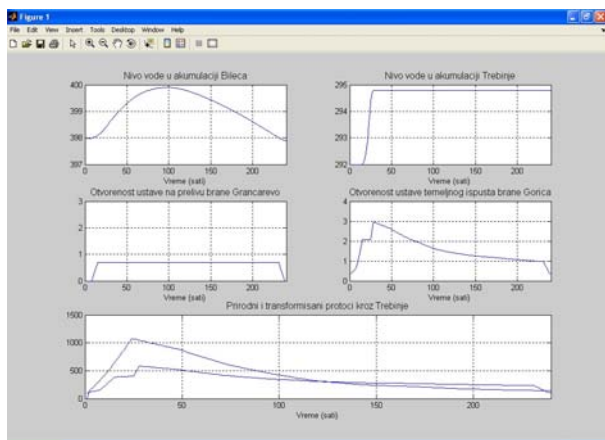 Figure 1
File Edit View Insert Tools Desktop Window Help
Nivo vode u akumulaciji Bileca
400
399
398
397
0 50 100 150 200
Vreme (sati)
Nivo vode u akumulaciji Trebinje
295
294
293
292
0 50 100 150 200
Vreme (sati)
Otvorenost ustave na prelivu brane Grancarevo
3
2
1
0
0 50 100 150 200
Vreme (sati)
Otvorenost ustave temeljnog ispusta brane Gorica
4
3
2
1
0
0 50 100 150 200
Vreme (sati)
Prirodni i transformisani protoci kroz Trebinje
1500
1000
500
0
0 50 100 150 200
Vreme (sati)